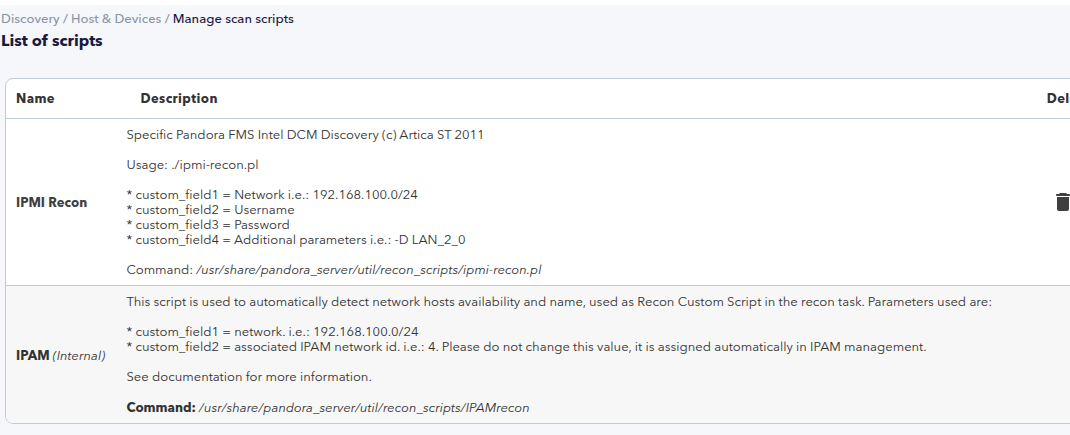 Discovery / Host & Devices / Manage scan scripts
List of scripts
Name Description Del
Specific Pandora FMS Intel DCM Discovery (c) Artica ST 2011
Usage: ./ipmi-recon.pl
* custom_field1 = Network i.e.: 192.168.100.0/24
IPMI Recon
* custom_field2 = Username
* custom_field3 = Password
* custom_field4 = Additional parameters i.e.: -D LAN_2_0
Command: /usr/share/pandora_server/util/recon_scripts/ipmi-recon.pl
This script is used to automatically detect network hosts availability and name, used as Recon Custom Script in the recon task. Parameters used are:
* custom_field1 = network. i.e.: 192.168.100.0/24
* custom_field2 = associated IPAM network id. i.e.: 4. Please do not change this value, it is assigned automatically in IPAM management.
IPAM (Internal)
See documentation for more information.
Command: /usr/share/pandora_server/util/recon_scripts/IPAMrecon